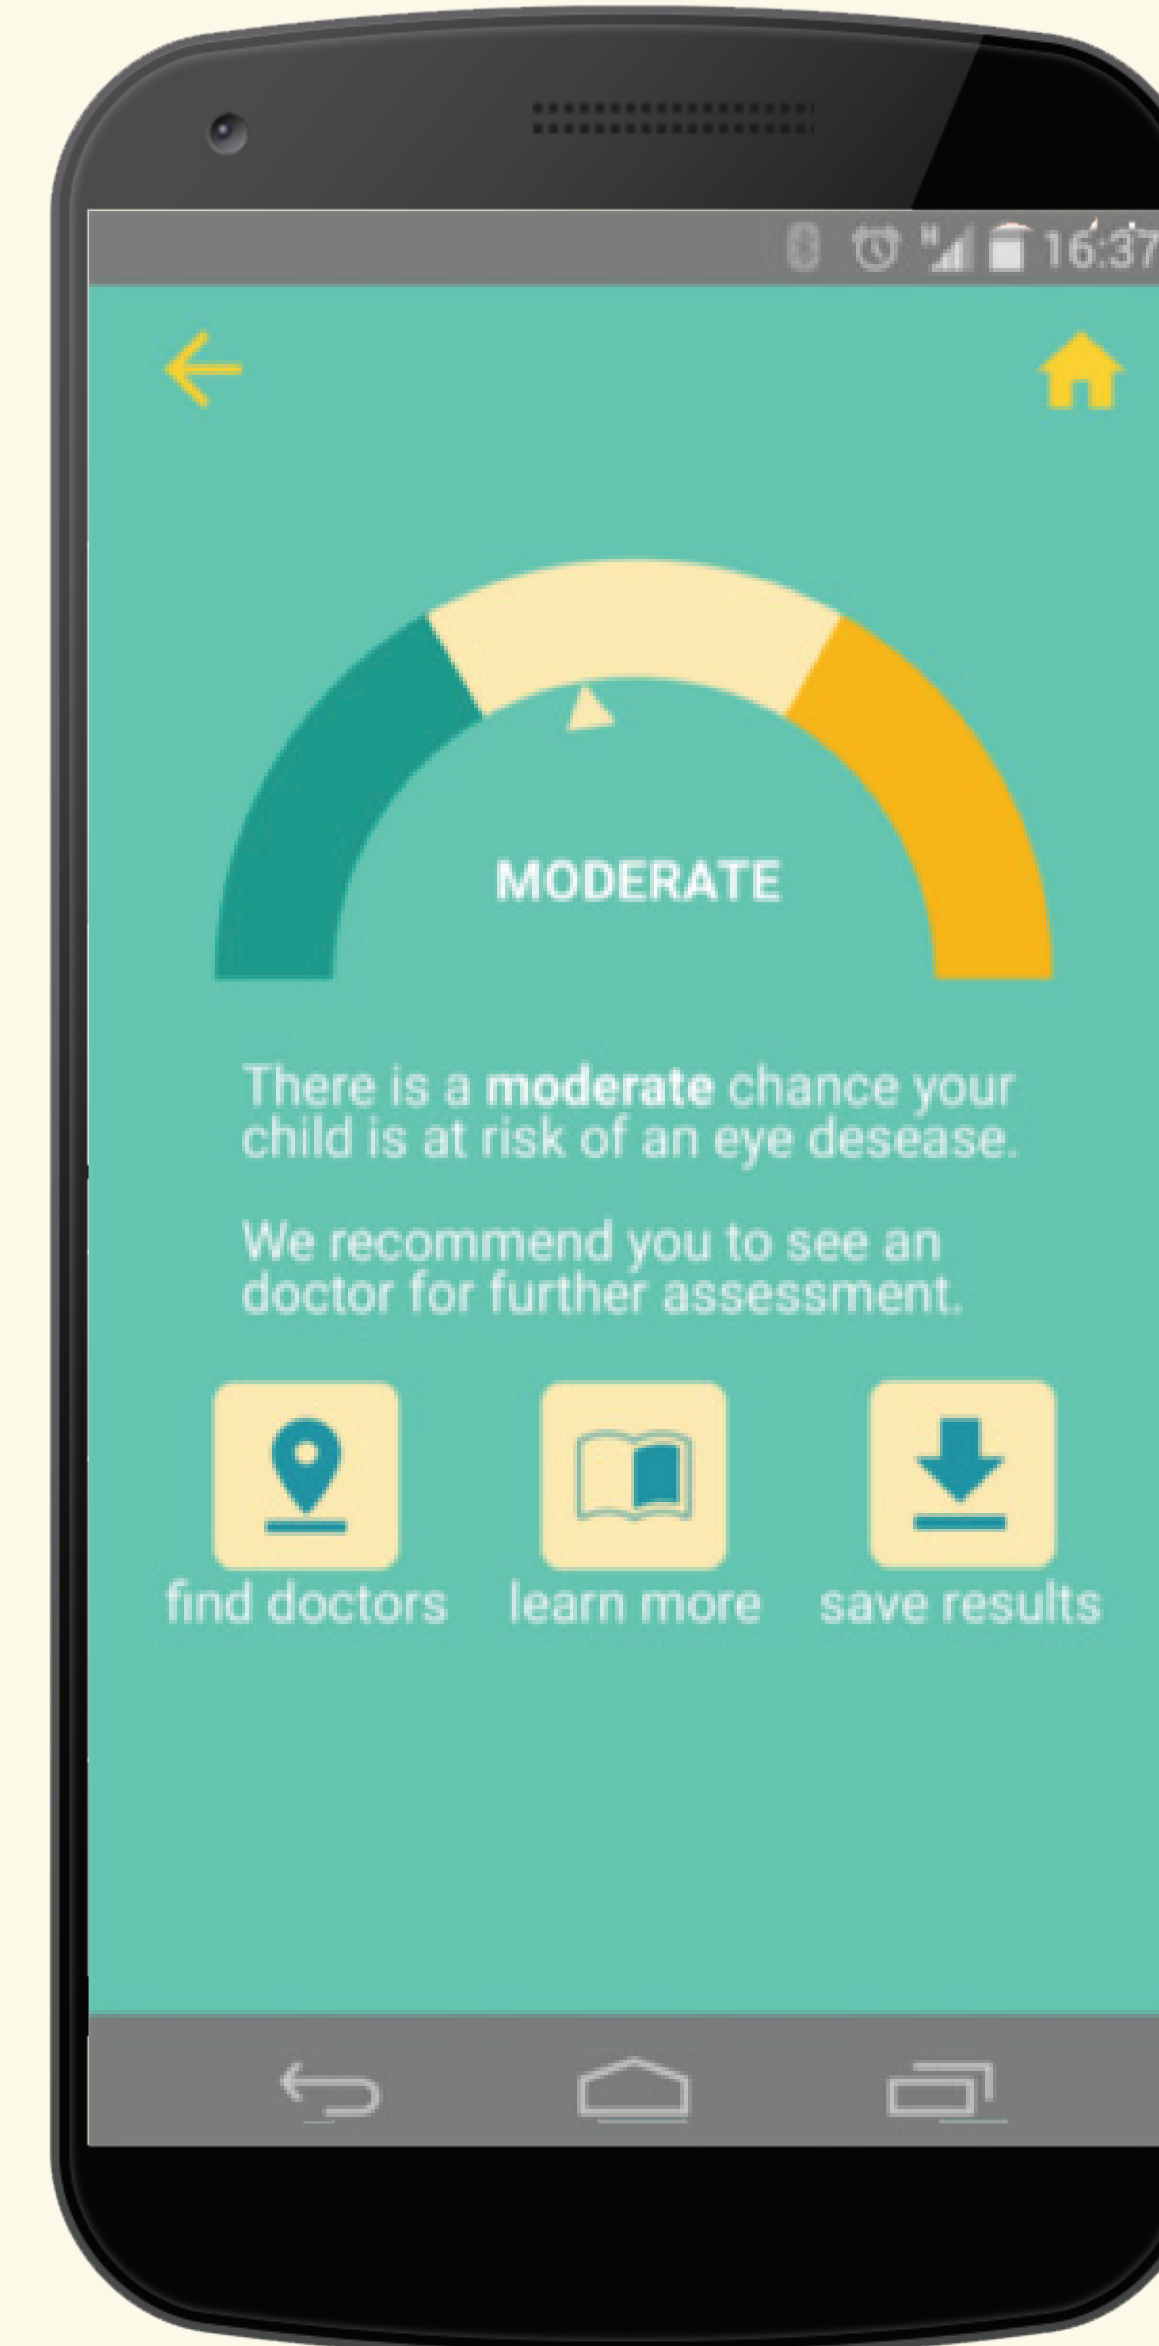 16:37
MODERATE
There is a moderate chance your
child is at risk of an eye desease.
We recommend you to see an
doctor for further assessment.
find doctors learn more save results